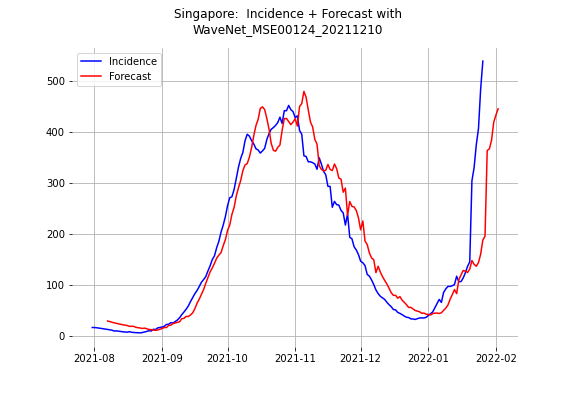 Singapore:  Incidence + Forecast with
WaveNet_MSE00124_20211210
Incidence
Forecast
500
400
300
200
100
0
2021-08 2021-09 2021-10 2021-11 2021-12 2022-01 2022-02